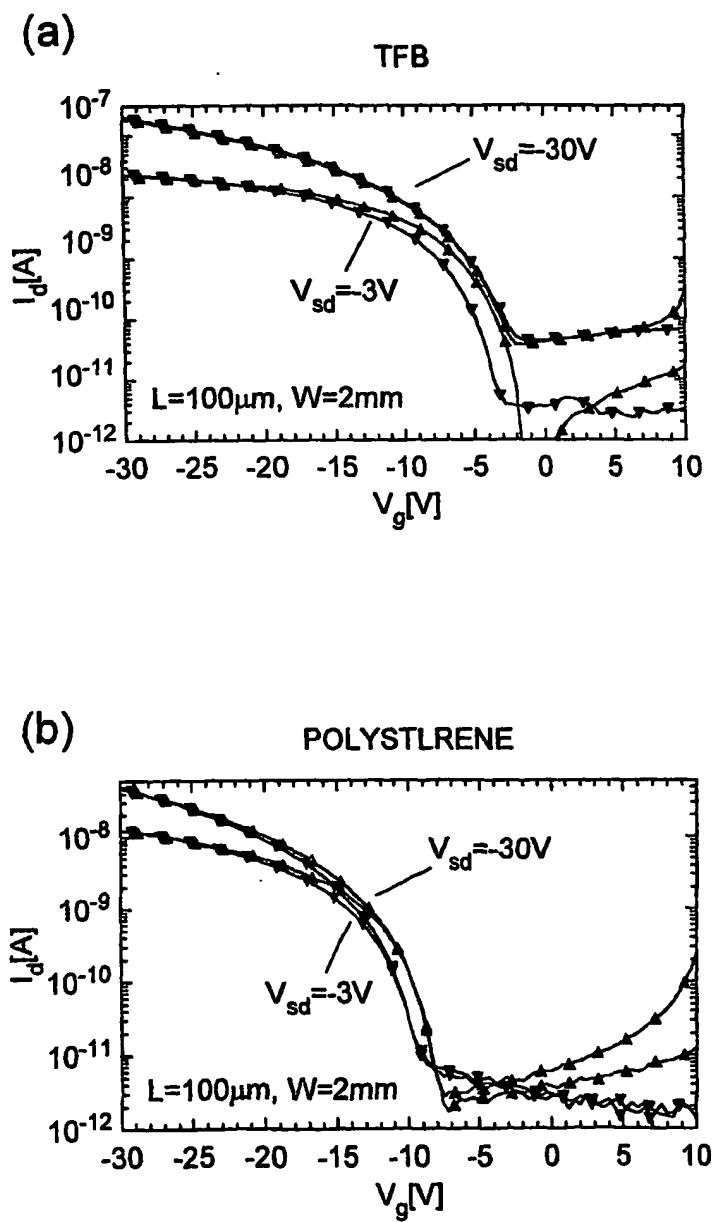 (a)
TFB
10⁻⁷
10⁻⁸
10⁻⁹
10⁻¹⁰
10⁻¹¹
10⁻¹²
I_d[A]
V_sd=-30V
V_sd=-3V
L=100μm, W=2mm
-30 -25 -20 -15 -10 -5 0 5 10
V_g[V]
(b)
POLYSTLRENE
10⁻⁸
10⁻⁹
10⁻¹⁰
10⁻¹¹
10⁻¹²
I_d[A]
V_sd=-30V
V_sd=-3V
L=100μm, W=2mm
-30 -25 -20 -15 -10 -5 0 5 10
V_g[V]